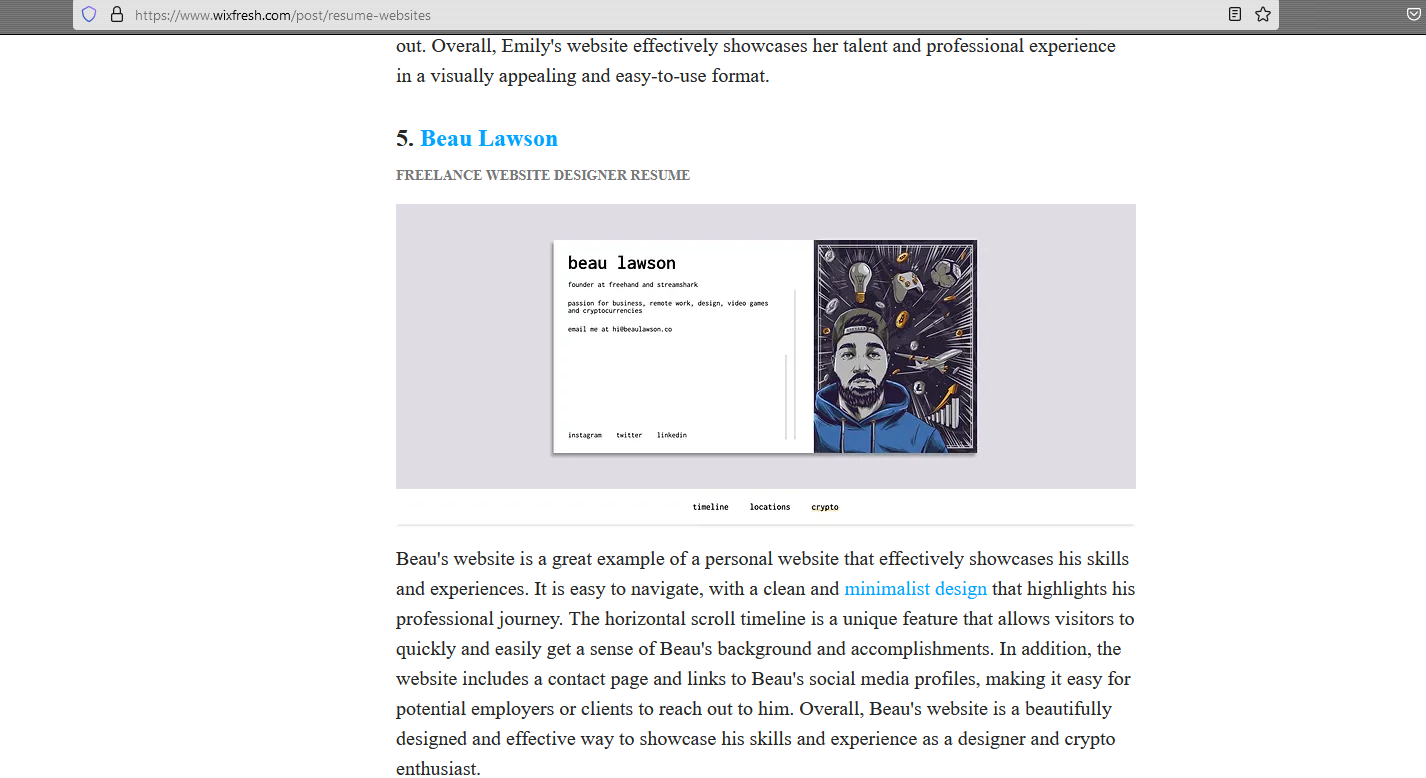 https://www.wixfresh.com/post/resume-websites
out. Overall, Emily's website effectively showcases her talent and professional experience
in a visually appealing and easy-to-use format.
5. Beau Lawson
FREELANCE WEBSITE DESIGNER RESUME
beau lawson
founder at freehand and streamshark
passion for business, remote work, design, video games
and cryptocurrencies
email me at hi@beaulawson.co
instagram twitter linkedin
timeline locations crypto
Beau's website is a great example of a personal website that effectively showcases his skills
and experiences. It is easy to navigate, with a clean and minimalist design that highlights his
professional journey. The horizontal scroll timeline is a unique feature that allows visitors to
quickly and easily get a sense of Beau's background and accomplishments. In addition, the
website includes a contact page and links to Beau's social media profiles, making it easy for
potential employers or clients to reach out to him. Overall, Beau's website is a beautifully
designed and effective way to showcase his skills and experience as a designer and crypto
enthusiast.